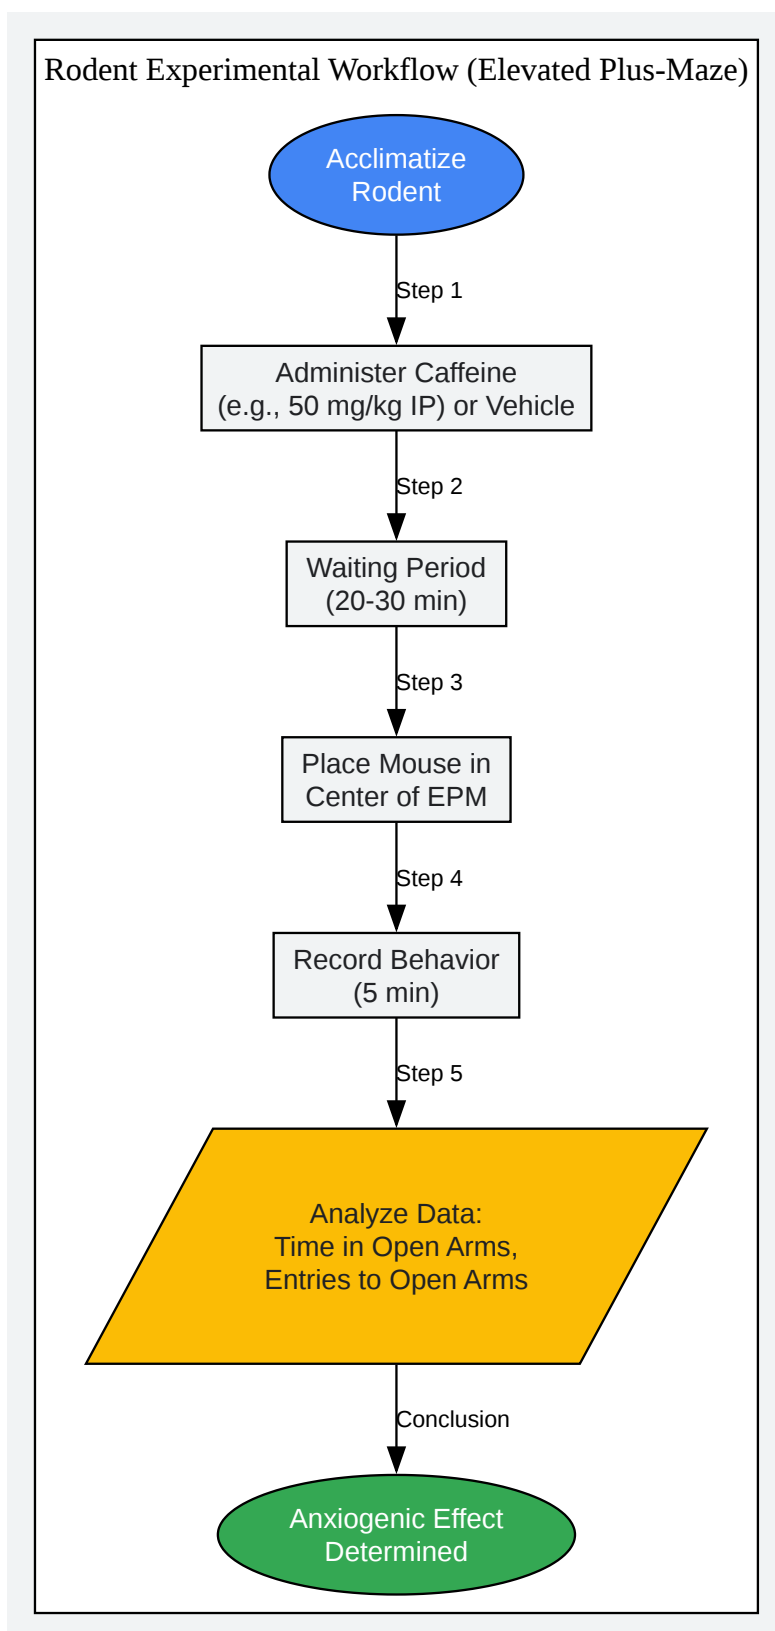 Rodent Experimental Workflow (Elevated Plus-Maze)
Acclimatize
Rodent
Step 1
Administer Caffeine
(e.g., 50 mg/kg IP) or Vehicle
Step 2
Waiting Period
(20-30 min)
Step 3
Place Mouse in
Center of EPM
Step 4
Record Behavior
(5 min)
Step 5
Analyze Data:
Time in Open Arms,
Entries to Open Arms
Conclusion
Anxiogenic Effect
Determined